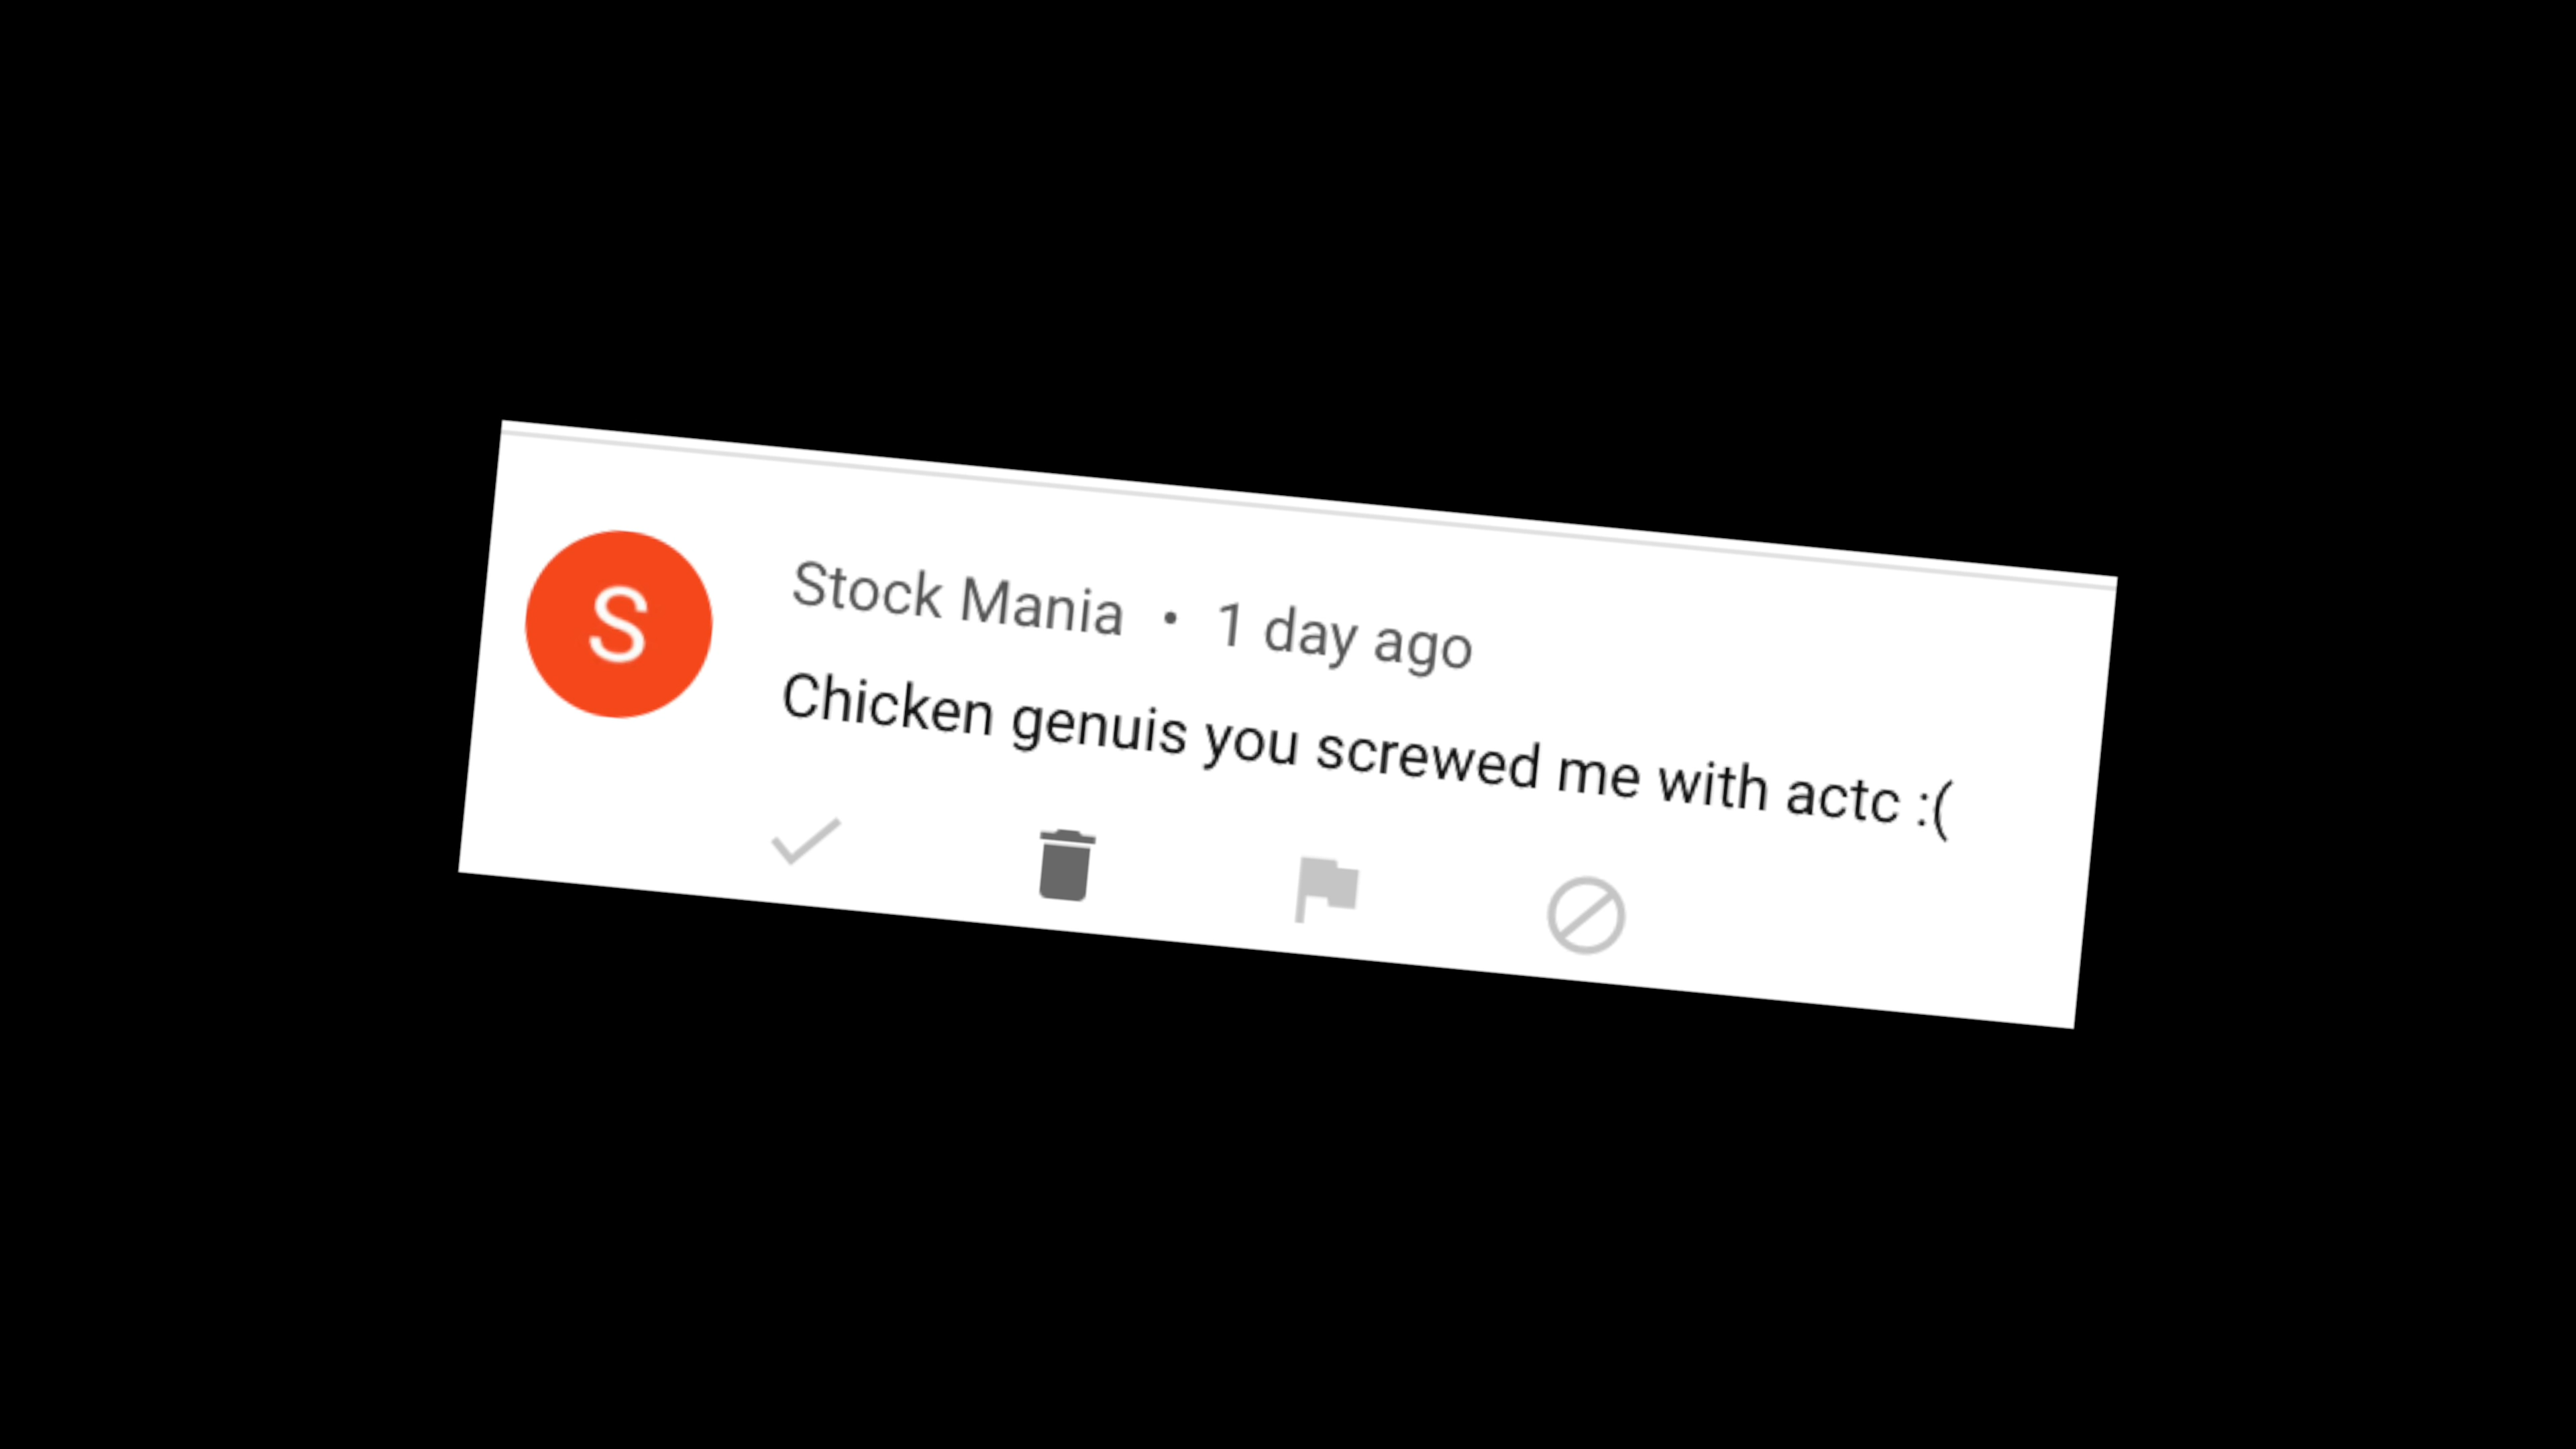 S
Stock Mania • 1 day ago
Chicken genuis you screwed me with actc :(